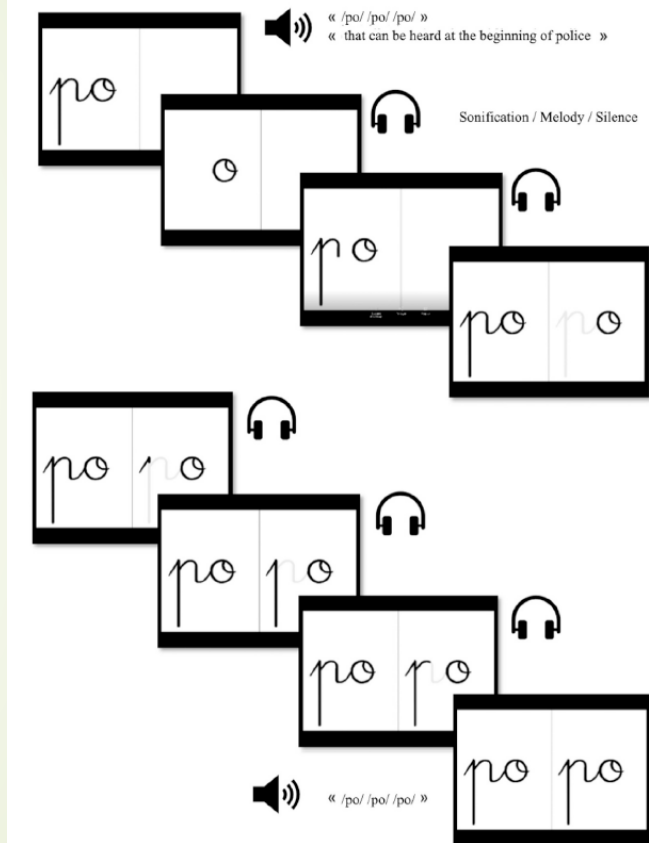 « /po/ /po/ /po/ »
« that can be heard at the beginning of police »
po
Sonification / Melody / Silence
o
p o
po po
po po
po po
po po
po po
« /po/ /po/ /po/ »